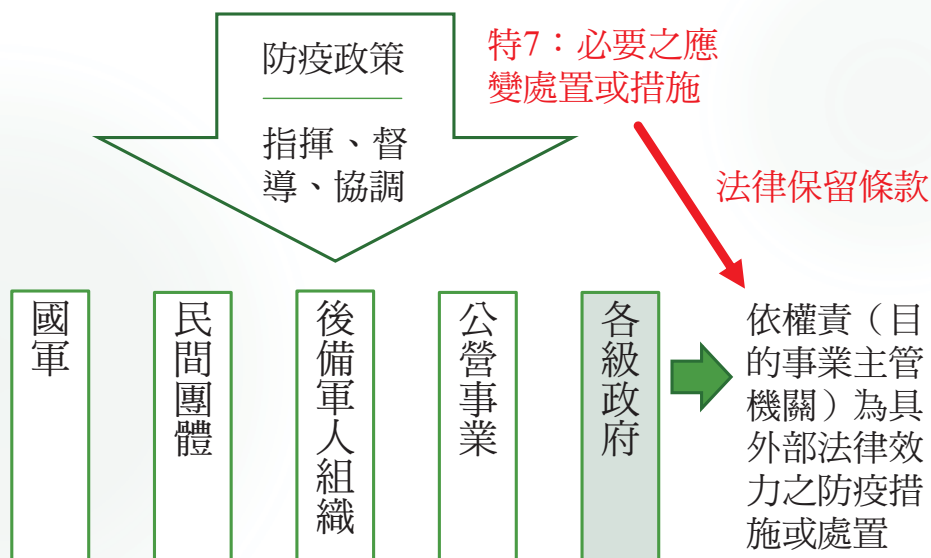 防疫政策
指揮、督
導、協調
特7：必要之應
變處置或措施
法律保留條款
國軍
民間團體
後備軍人組織
公營事業
各級政府
依權責（目
的事業主管
機關）為具
外部法律效
力之防疫措
施或處置